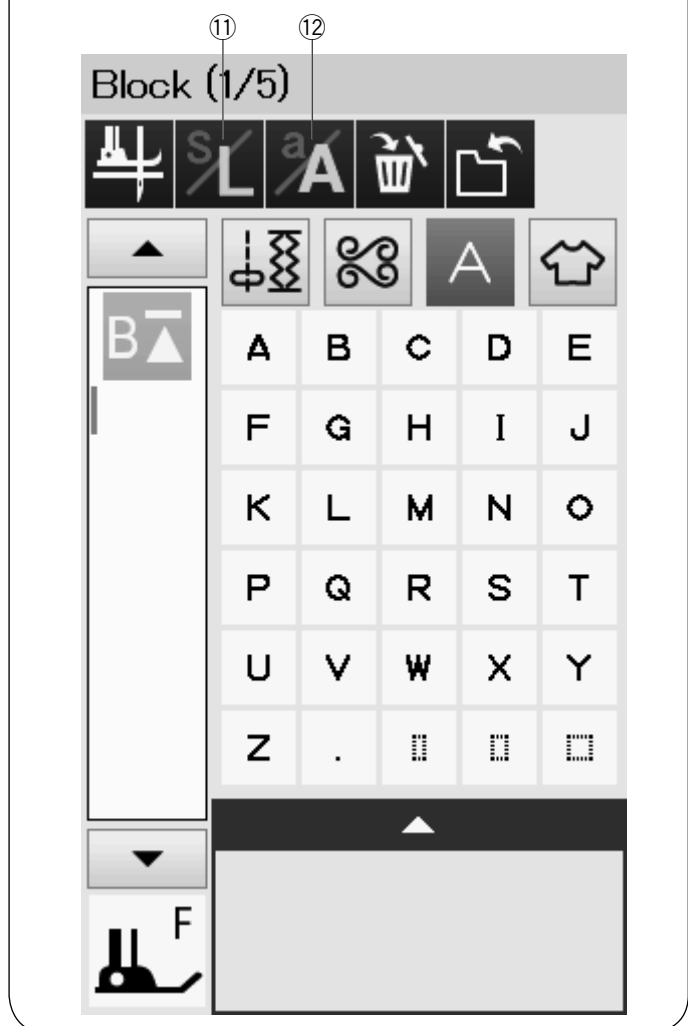 ⑪ ⑫
Block (1/5)
S/L a/A
A
B
A B C D E
F G H I J
K L M N O
P Q R S T
U V W X Y
Z .
F